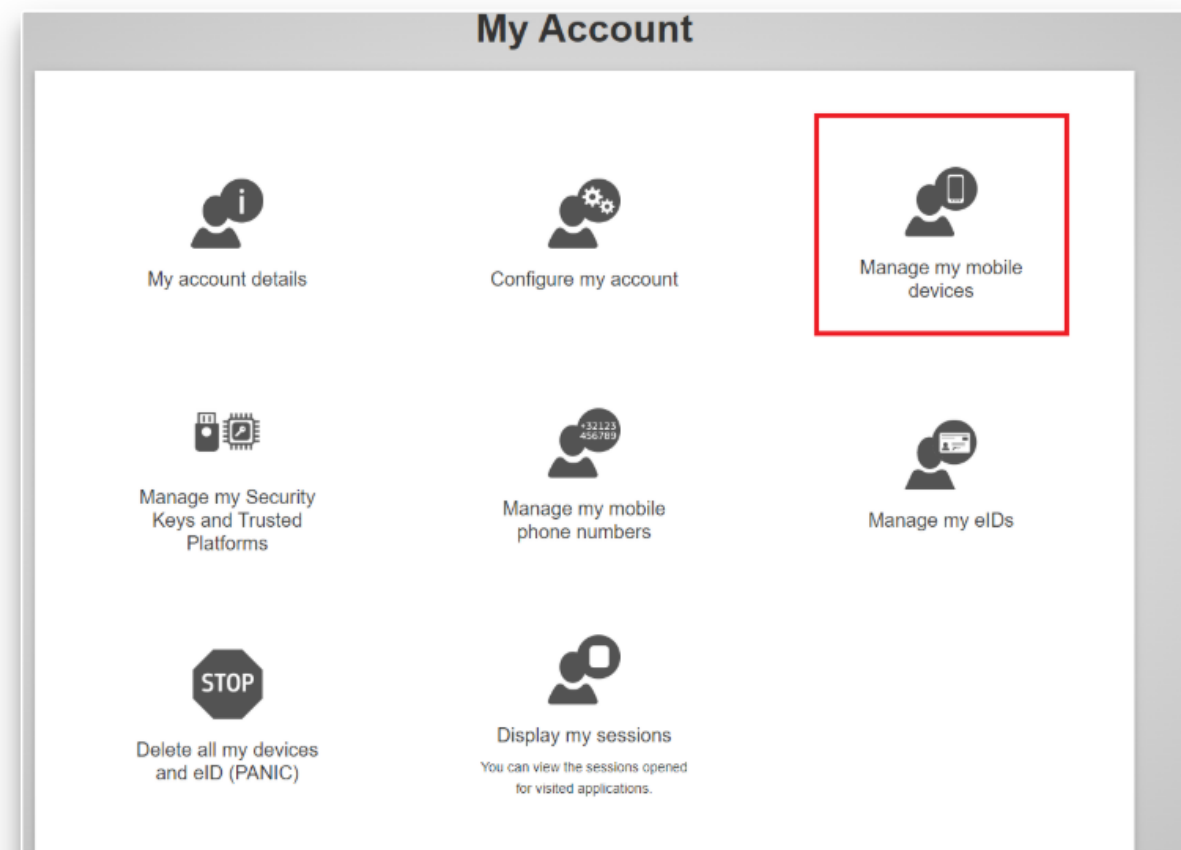 My Account
i
My account details
Configure my account
Manage my mobile
devices
Manage my Security
Keys and Trusted
Platforms
+32123
456789
Manage my mobile
phone numbers
Manage my eIDs
STOP
Delete all my devices
and eID (PANIC)
Display my sessions
You can view the sessions opened
for visited applications.